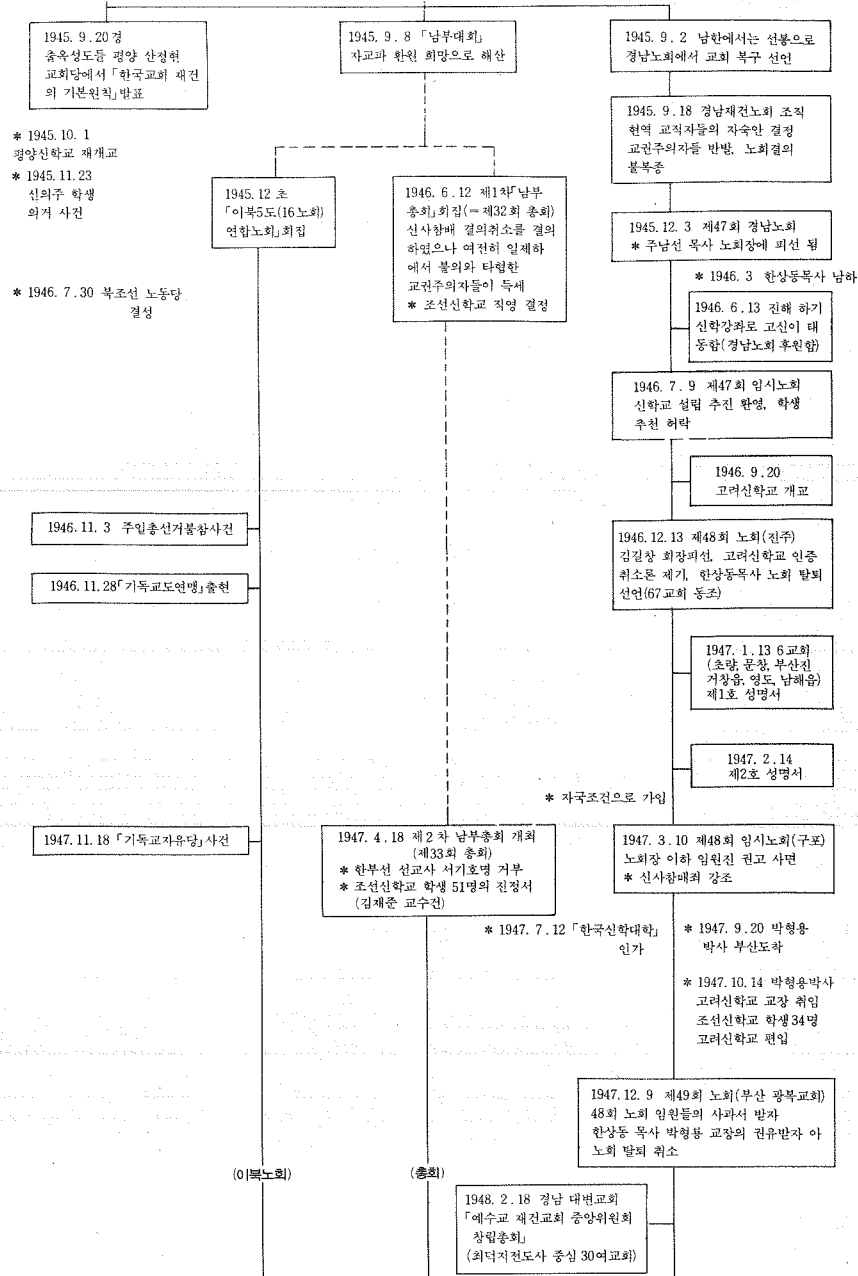 1945. 9.20경
출옥성도들 평양 산정현
교회당에서「한국교회 재건
의 기본원칙」발표
* 1945.10. 1
평양신학교 재개교
* 1945.11.23
신의주 학생
의거 사건
* 1946. 7.30 북조선 노동당
결성
1946.11. 3 주일총선거불참사건
1946.11.28「기독교도연맹」출현
1947.11.18「기독교자유당」사건
1945. 9.8 「남부대회」
자교파 환원 희망으로 해산
1945.12 초
「이북5도(16노회)
연합노회」회집
(이북노회)
1946. 6.12 제1차「남부
총회」회집(=제32회 총회)
신사참배 결의취소를 결의
하였으나 여전히 일제하
에서 불의와 타협한
교권주의자들이 득세
* 조선신학교 직영 결정
1947. 4.18 제2차 남부총회 개최
(제33회 총회)
* 한부선 선교사 서기호명 거부
* 조선신학교 학생 51명의 진정서
(김재준 교수건)
* 1947. 7.12「한국신학대학」
인가
(총회)
1945. 9. 2 남한에서는 선봉으로
경남노회에서 교회 복구 선언
1945. 9.18 경남재건노회 조직
현역 교직자들의 자숙안 결정
교권주의자들 반발, 노회결의
불복종
1945.12. 3 제47회 경남노회
* 주남선 목사 노회장에 피선 됨
* 1946. 3 한상동목사 남하
1946. 6.13 진해 하기
신학강좌로 고신이 태
동함(경남노회 후원함)
1946. 7. 9 제47회 임시노회
신학교 설립 추진 환영, 학생
추천 허락
1946. 9.20
고려신학교 개교
1946.12.13 제48회 노회(진주)
김길창 회장피선, 고려신학교 인증
취소론 제기, 한상동목사 노회 탈퇴
선언(67교회 동조)
1947. 1.13 6교회
(초량, 문창, 부산진
거창읍, 영도, 남해읍)
제1호 성명서
1947. 2.14
제2호 성명서
* 자국조건으로 가입
1947. 3.10 제48회 임시노회(구포)
노회장 이하 임원진 권고 사면
* 신사참배죄 강조
* 1947. 9.20 박형용
박사 부산도착
* 1947.10.14 박형용박사
고려신학교 교장 취임
조선신학교 학생34명
고려신학교 편입
1947.12. 9 제49회 노회(부산 광복교회)
48회 노회 임원들의 사과서 받자
한상동 목사 박형용 교장의 권유받자 아
노회 탈퇴 취소
1948. 2.18 경남 대변교회
「예수교 재건교회 중앙위원회
창립총회」
(최덕지전도사 중심 30여교회)